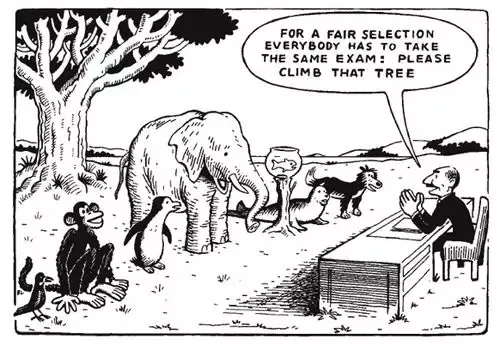 FOR A FAIR SELECTION
EVERYBODY HAS TO TAKE
THE SAME EXAM: PLEASE
CLIMB THAT TREE